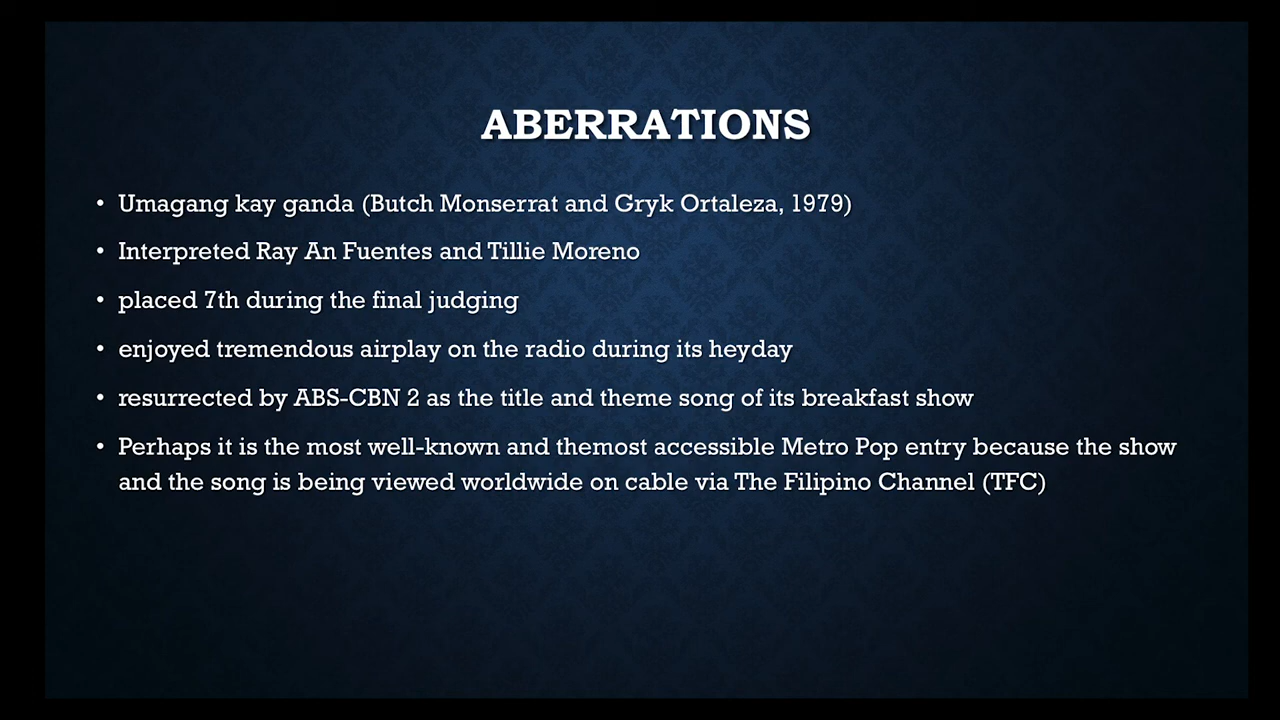 ABERRATIONS
• Umagang kay ganda (Butch Monserrat and Gryk Ortaleza, 1979)
• Interpreted Ray An Fuentes and Tillie Moreno
• placed 7th during the final judging
• enjoyed tremendous airplay on the radio during its heyday
• resurrected by ABS-CBN 2 as the title and theme song of its breakfast show
• Perhaps it is the most well-known and themost accessible Metro Pop entry because the show
and the song is being viewed worldwide on cable via The Filipino Channel (TFC)